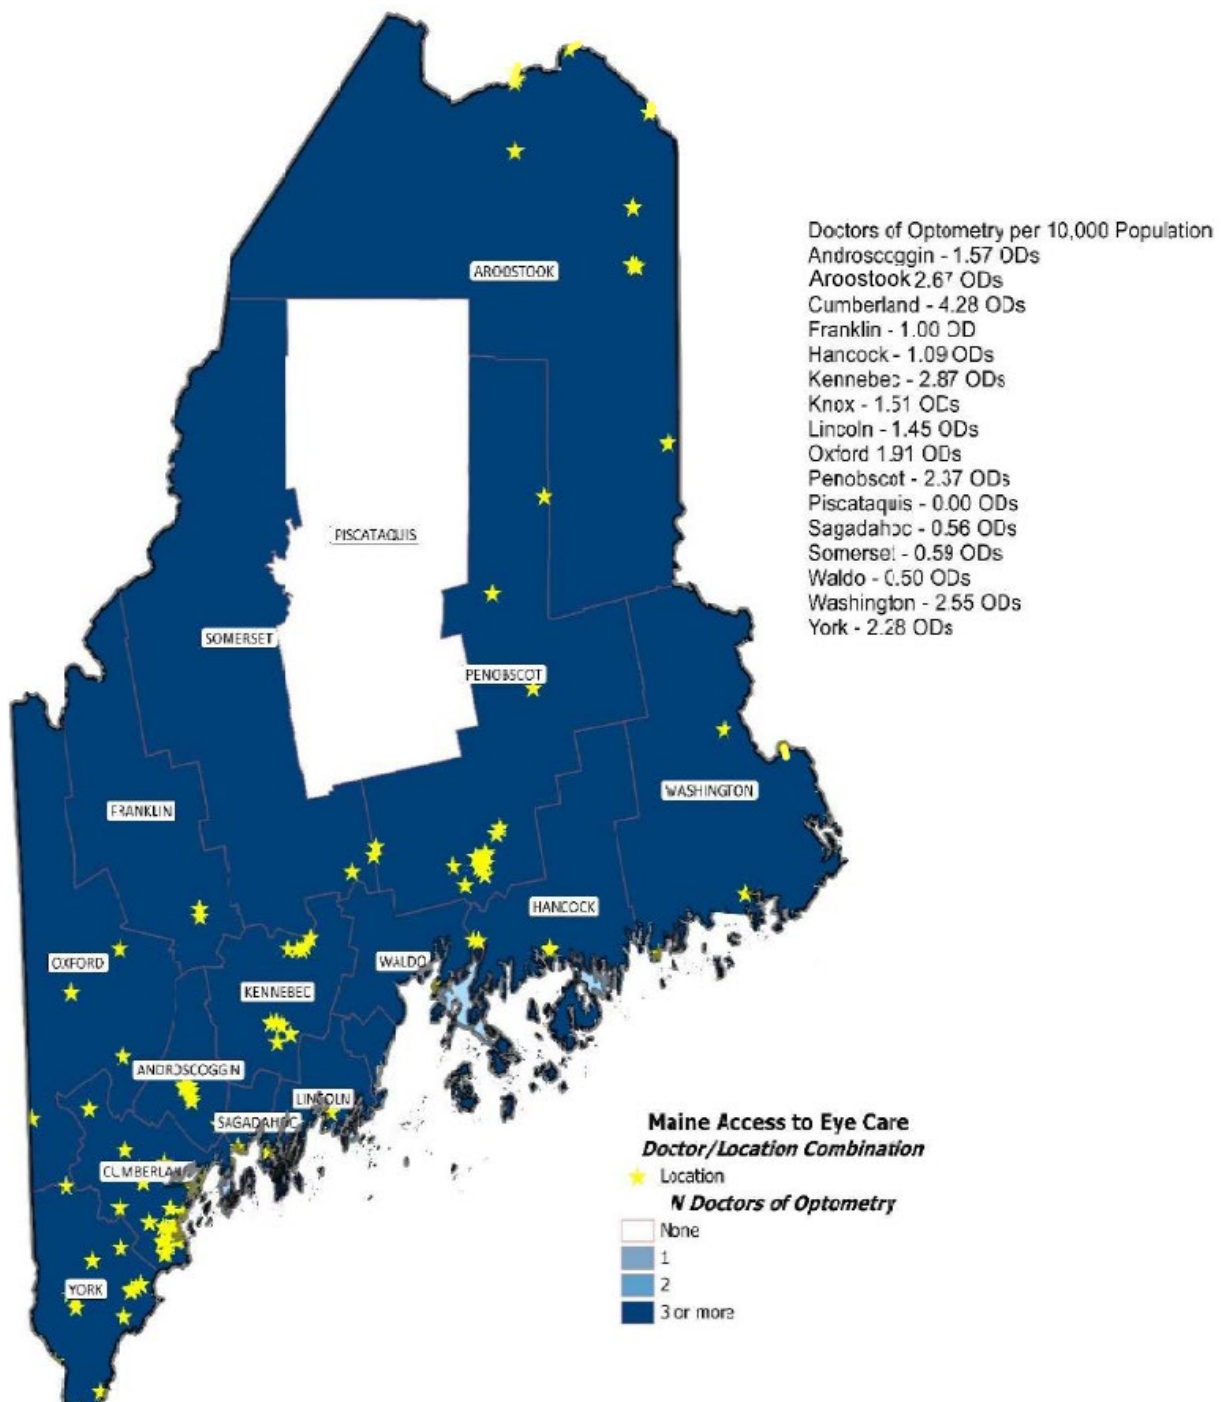 AROOSTOOK
Doctors of Optometry per 10,000 Population
Androscoggin - 1.57 ODs
Aroostook 2.67 ODs
Cumberland - 4.28 ODs
Franklin - 1.00 OD
Hancock - 1.09 ODs
Kennebec - 2.87 ODs
Knox - 1.51 ODs
Lincoln - 1.45 ODs
Oxford 1.91 ODs
Penobscot - 2.37 ODs
Piscataquis - 0.00 ODs
Sagadahoc - 0.56 ODs
Somerset - 0.59 ODs
Waldo - 0.50 ODs
Washington - 2.55 ODs
York - 2.28 ODs
PISCATAQUIS
SOMERSET
PENOBSCOT
WASHINGTON
FRANKLIN
HANCOCK
OXFORD
WALDO
KENNEBEC
ANDROSCOGGIN
LINCOLN
SAGADAHOC
CUMBERLAND
YORK
Maine Access to Eye Care
Doctor/Location Combination
Location
N Doctors of Optometry
None
1
2
3 or more